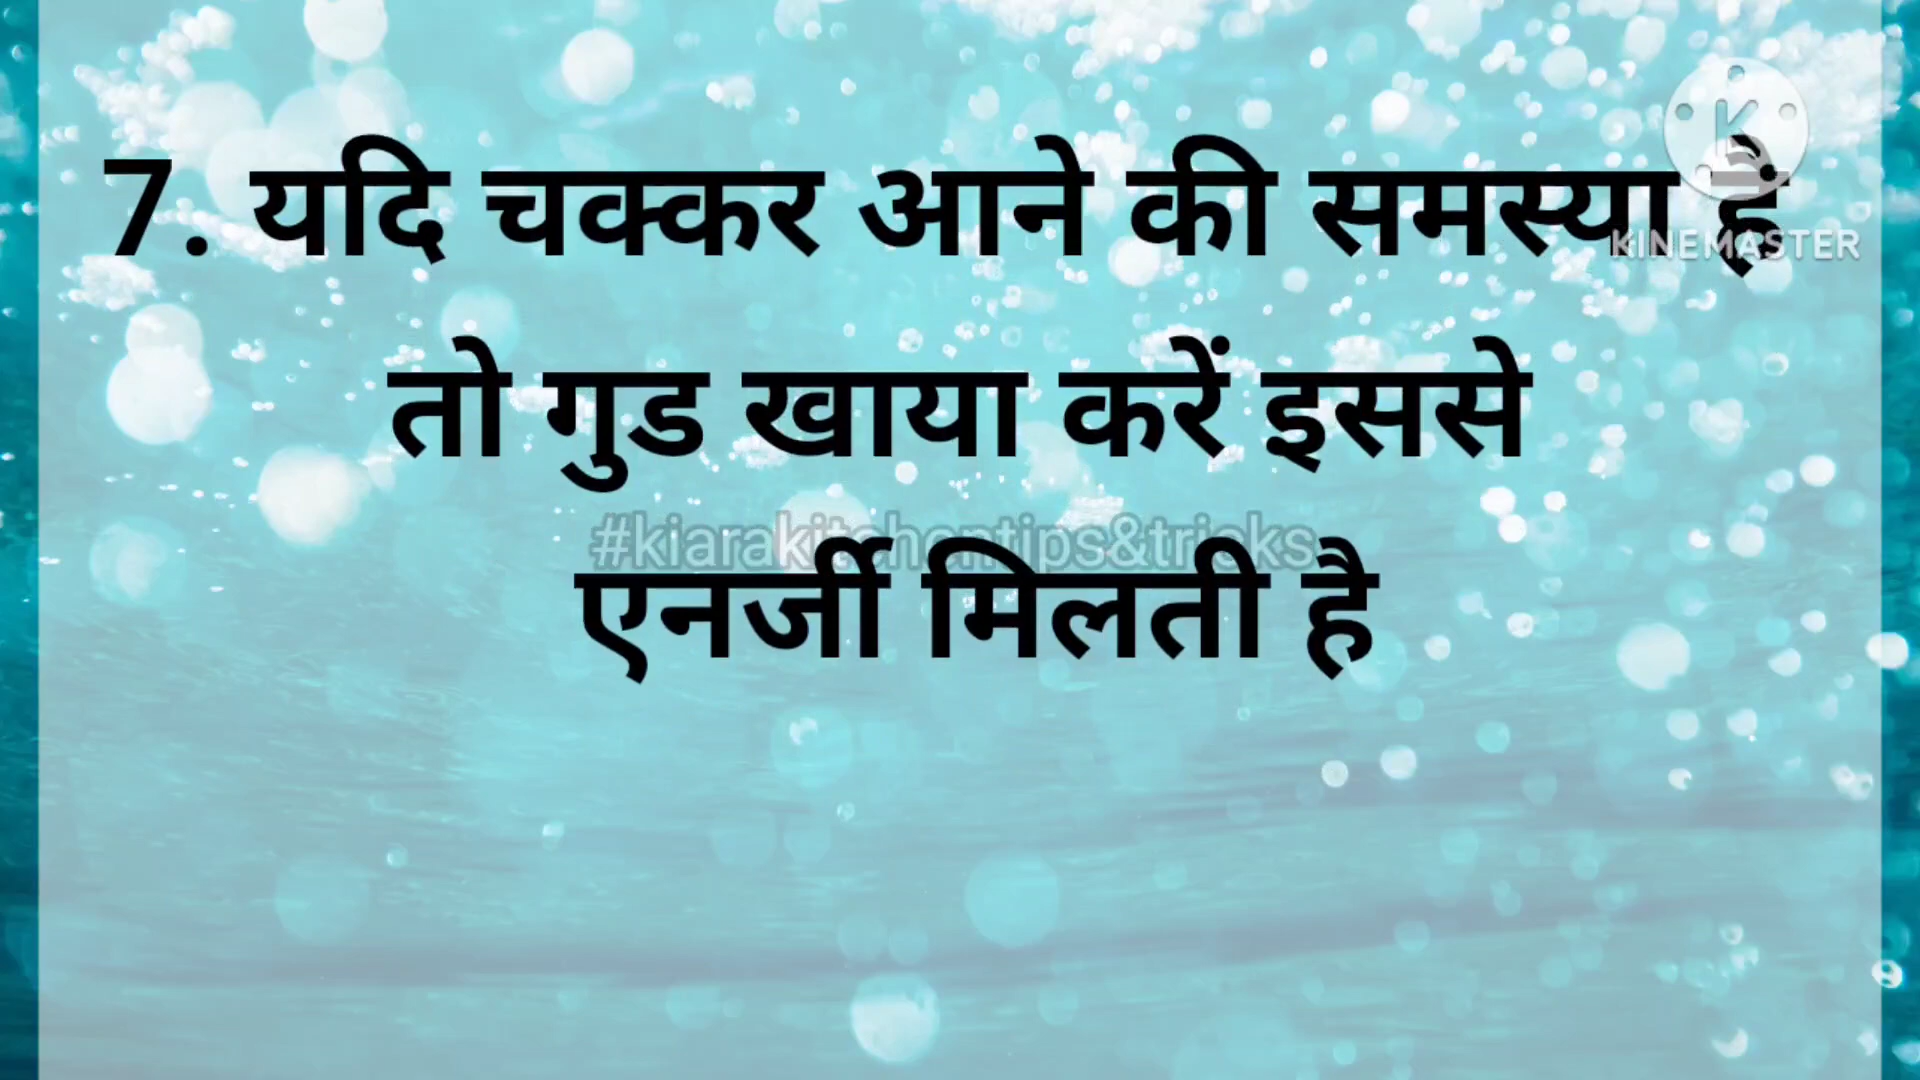 7. यदि चक्कर आने की समस्या है
KINEMASTER
तो गुड खाया करें इससे
#kiarakitchentips&tricks
एनर्जी मिलती है